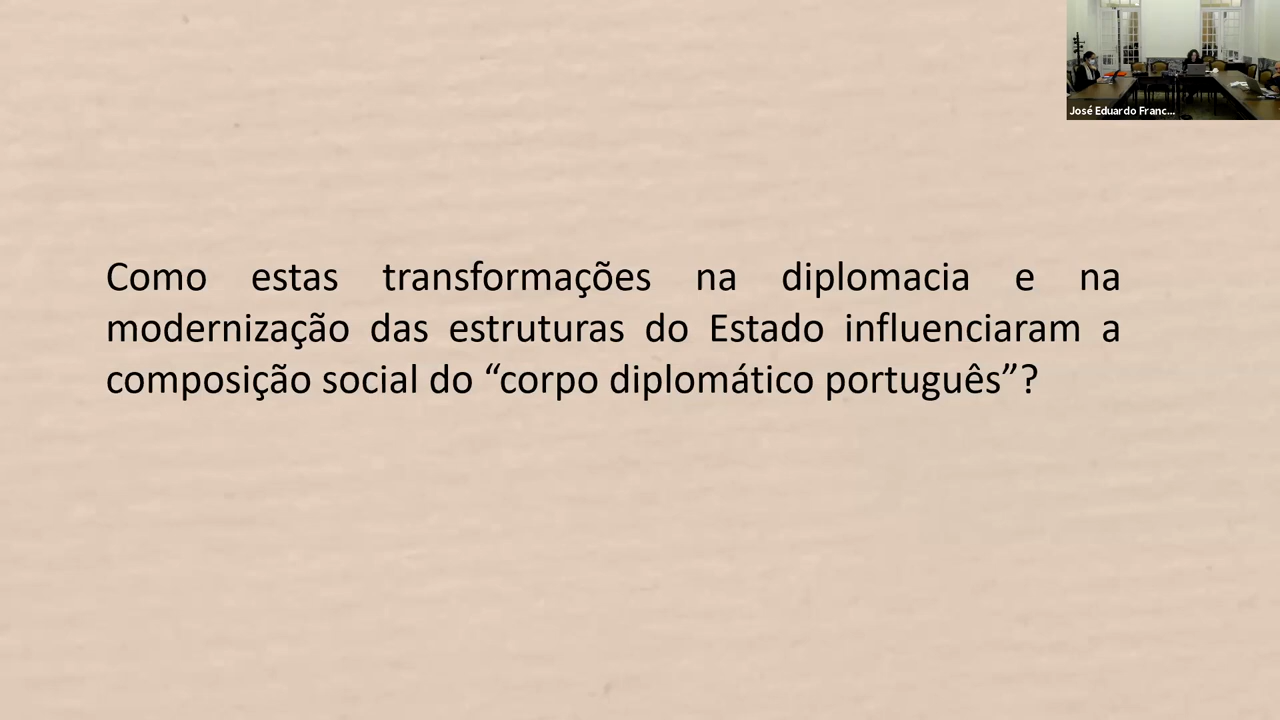 José Eduardo Franc...
Como estas transformações na diplomacia e na
modernização das estruturas do Estado influenciaram a
composição social do “corpo diplomático português”?